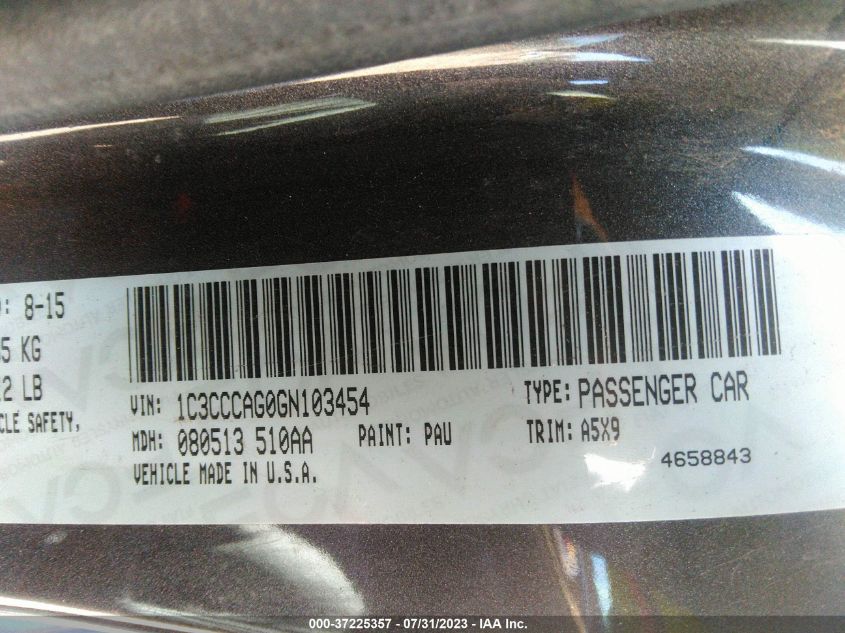 : 8-15
5 KG
2 LB
CLE SAFETY,
VIN: 1C3CCCAG0GN103454
TYPE: PASSENGER CAR
MDH: 080513 510AA
PAINT: PAU
TRIM: A5X9
VEHICLE MADE IN U.S.A.
4658843
000-37225357 - 07/31/2023 - IAA Inc.